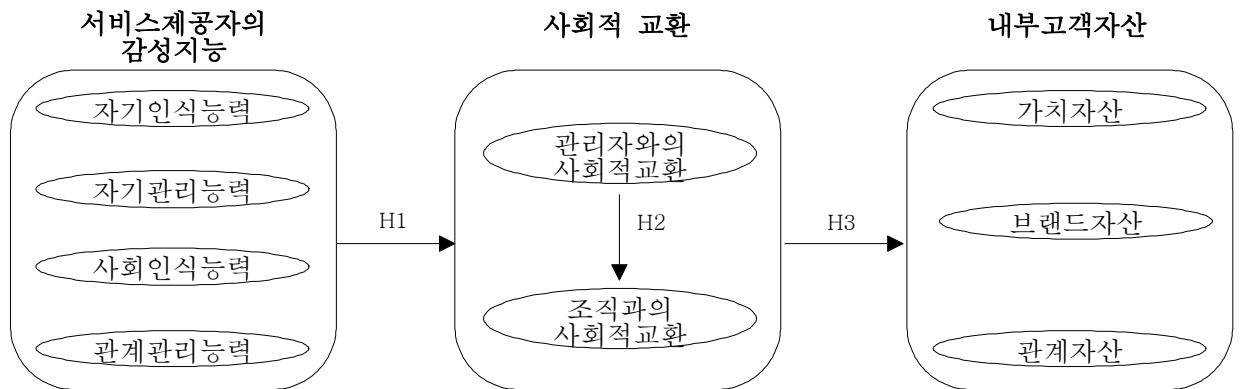 서비스제공자의
감성지능
자기인식능력
자기관리능력
사회인식능력
관계관리능력
H1
사회적 교환
관리자와의
사회적교환
H2
조직과의
사회적교환
H3
내부고객자산
가치자산
브랜드자산
관계자산